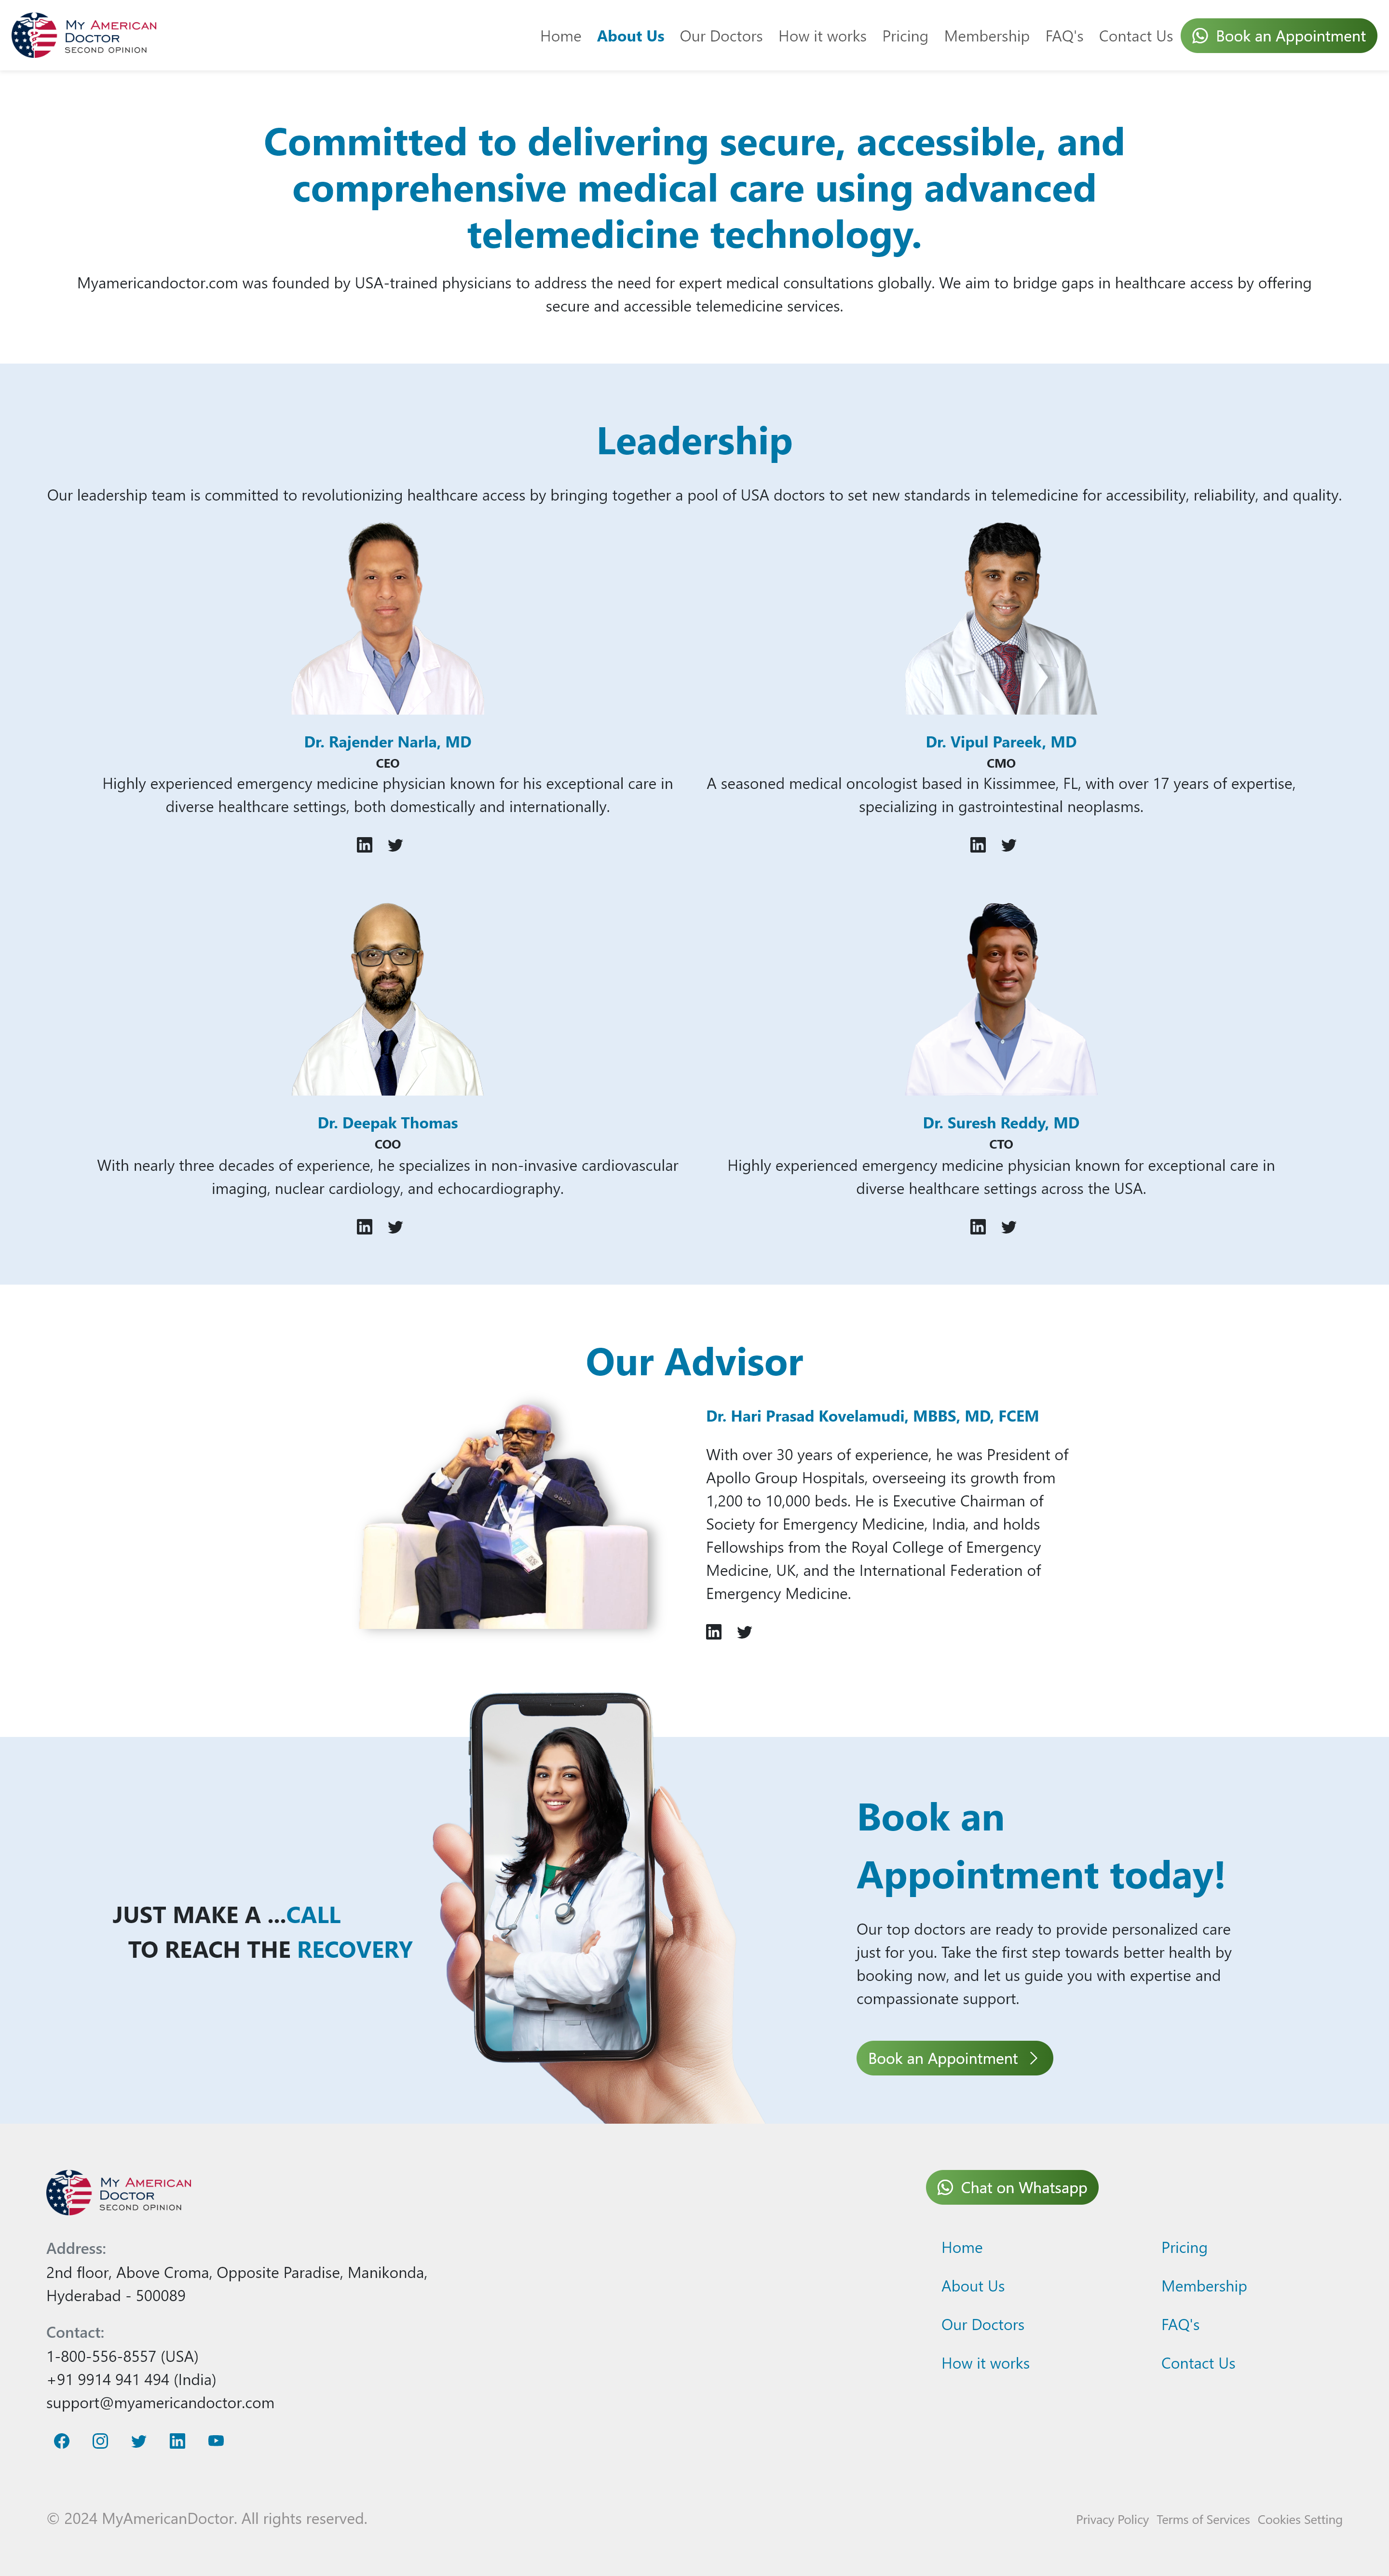 My American
Doctor
SECOND OPINION
Home About Us Our Doctors How it works Pricing Membership FAQ's Contact Us Book an Appointment
Committed to delivering secure, accessible, and
comprehensive medical care using advanced
telemedicine technology.
Myamericandoctor.com was founded by USA-trained physicians to address the need for expert medical consultations globally. We aim to bridge gaps in healthcare access by offering
secure and accessible telemedicine services.
Leadership
Our leadership team is committed to revolutionizing healthcare access by bringing together a pool of USA doctors to set new standards in telemedicine for accessibility, reliability, and quality.
Dr. Rajender Narla, MD
CEO
Highly experienced emergency medicine physician known for his exceptional care in
diverse healthcare settings, both domestically and internationally.
Dr. Vipul Pareek, MD
CMO
A seasoned medical oncologist based in Kissimmee, FL, with over 17 years of expertise,
specializing in gastrointestinal neoplasms.
Dr. Deepak Thomas
COO
With nearly three decades of experience, he specializes in non-invasive cardiovascular
imaging, nuclear cardiology, and echocardiography.
Dr. Suresh Reddy, MD
CTO
Highly experienced emergency medicine physician known for exceptional care in
diverse healthcare settings across the USA.
Our Advisor
Dr. Hari Prasad Kovelamudi, MBBS, MD, FCEM
With over 30 years of experience, he was President of
Apollo Group Hospitals, overseeing its growth from
1,200 to 10,000 beds. He is Executive Chairman of
Society for Emergency Medicine, India, and holds
Fellowships from the Royal College of Emergency
Medicine, UK, and the International Federation of
Emergency Medicine.
JUST MAKE A ...CALL
TO REACH THE RECOVERY
Book an
Appointment today!
Our top doctors are ready to provide personalized care
just for you. Take the first step towards better health by
booking now, and let us guide you with expertise and
compassionate support.
Book an Appointment
My American
Doctor
SECOND OPINION
Address:
2nd floor, Above Croma, Opposite Paradise, Manikonda,
Hyderabad - 500089
Contact:
1-800-556-8557 (USA)
+91 9914 941 494 (India)
support@myamericandoctor.com
Chat on Whatsapp
Home
About Us
Our Doctors
How it works
Pricing
Membership
FAQ's
Contact Us
© 2024 MyAmericanDoctor. All rights reserved.
Privacy Policy Terms of Services Cookies Setting